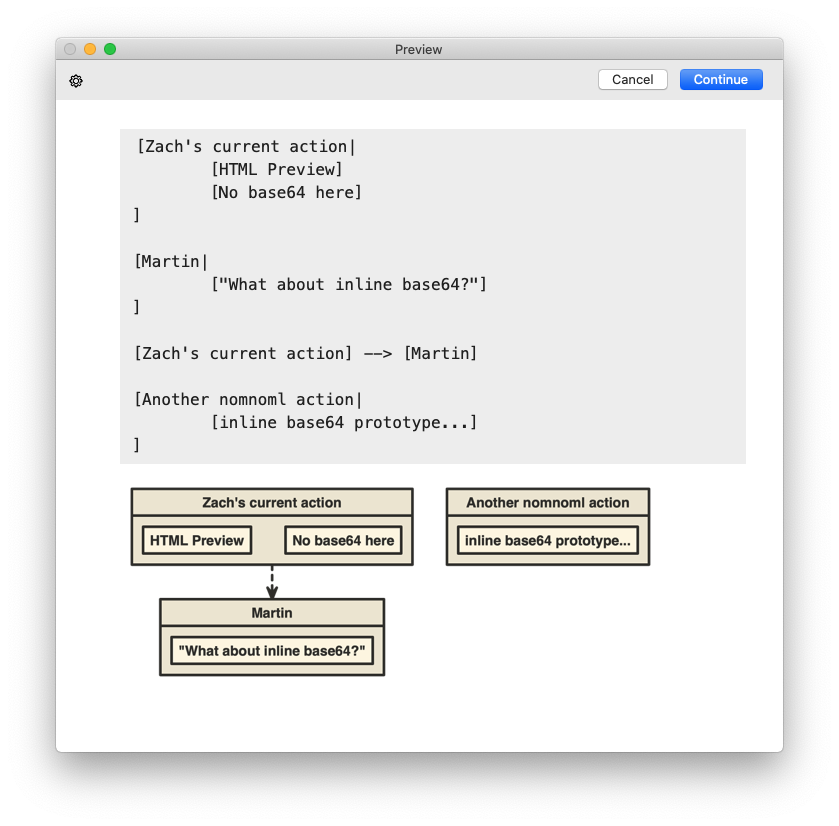 Preview
Cancel
Continue
[Zach's current action|
[HTML Preview]
[No base64 here]
]
[Martin|
["What about inline base64?"]
]
[Zach's current action] --> [Martin]
[Another nomnoml action|
[inline base64 prototype...]
]
Zach's current action
Another nomnoml action
HTML Preview
No base64 here
inline base64 prototype...
Martin
"What about inline base64?"